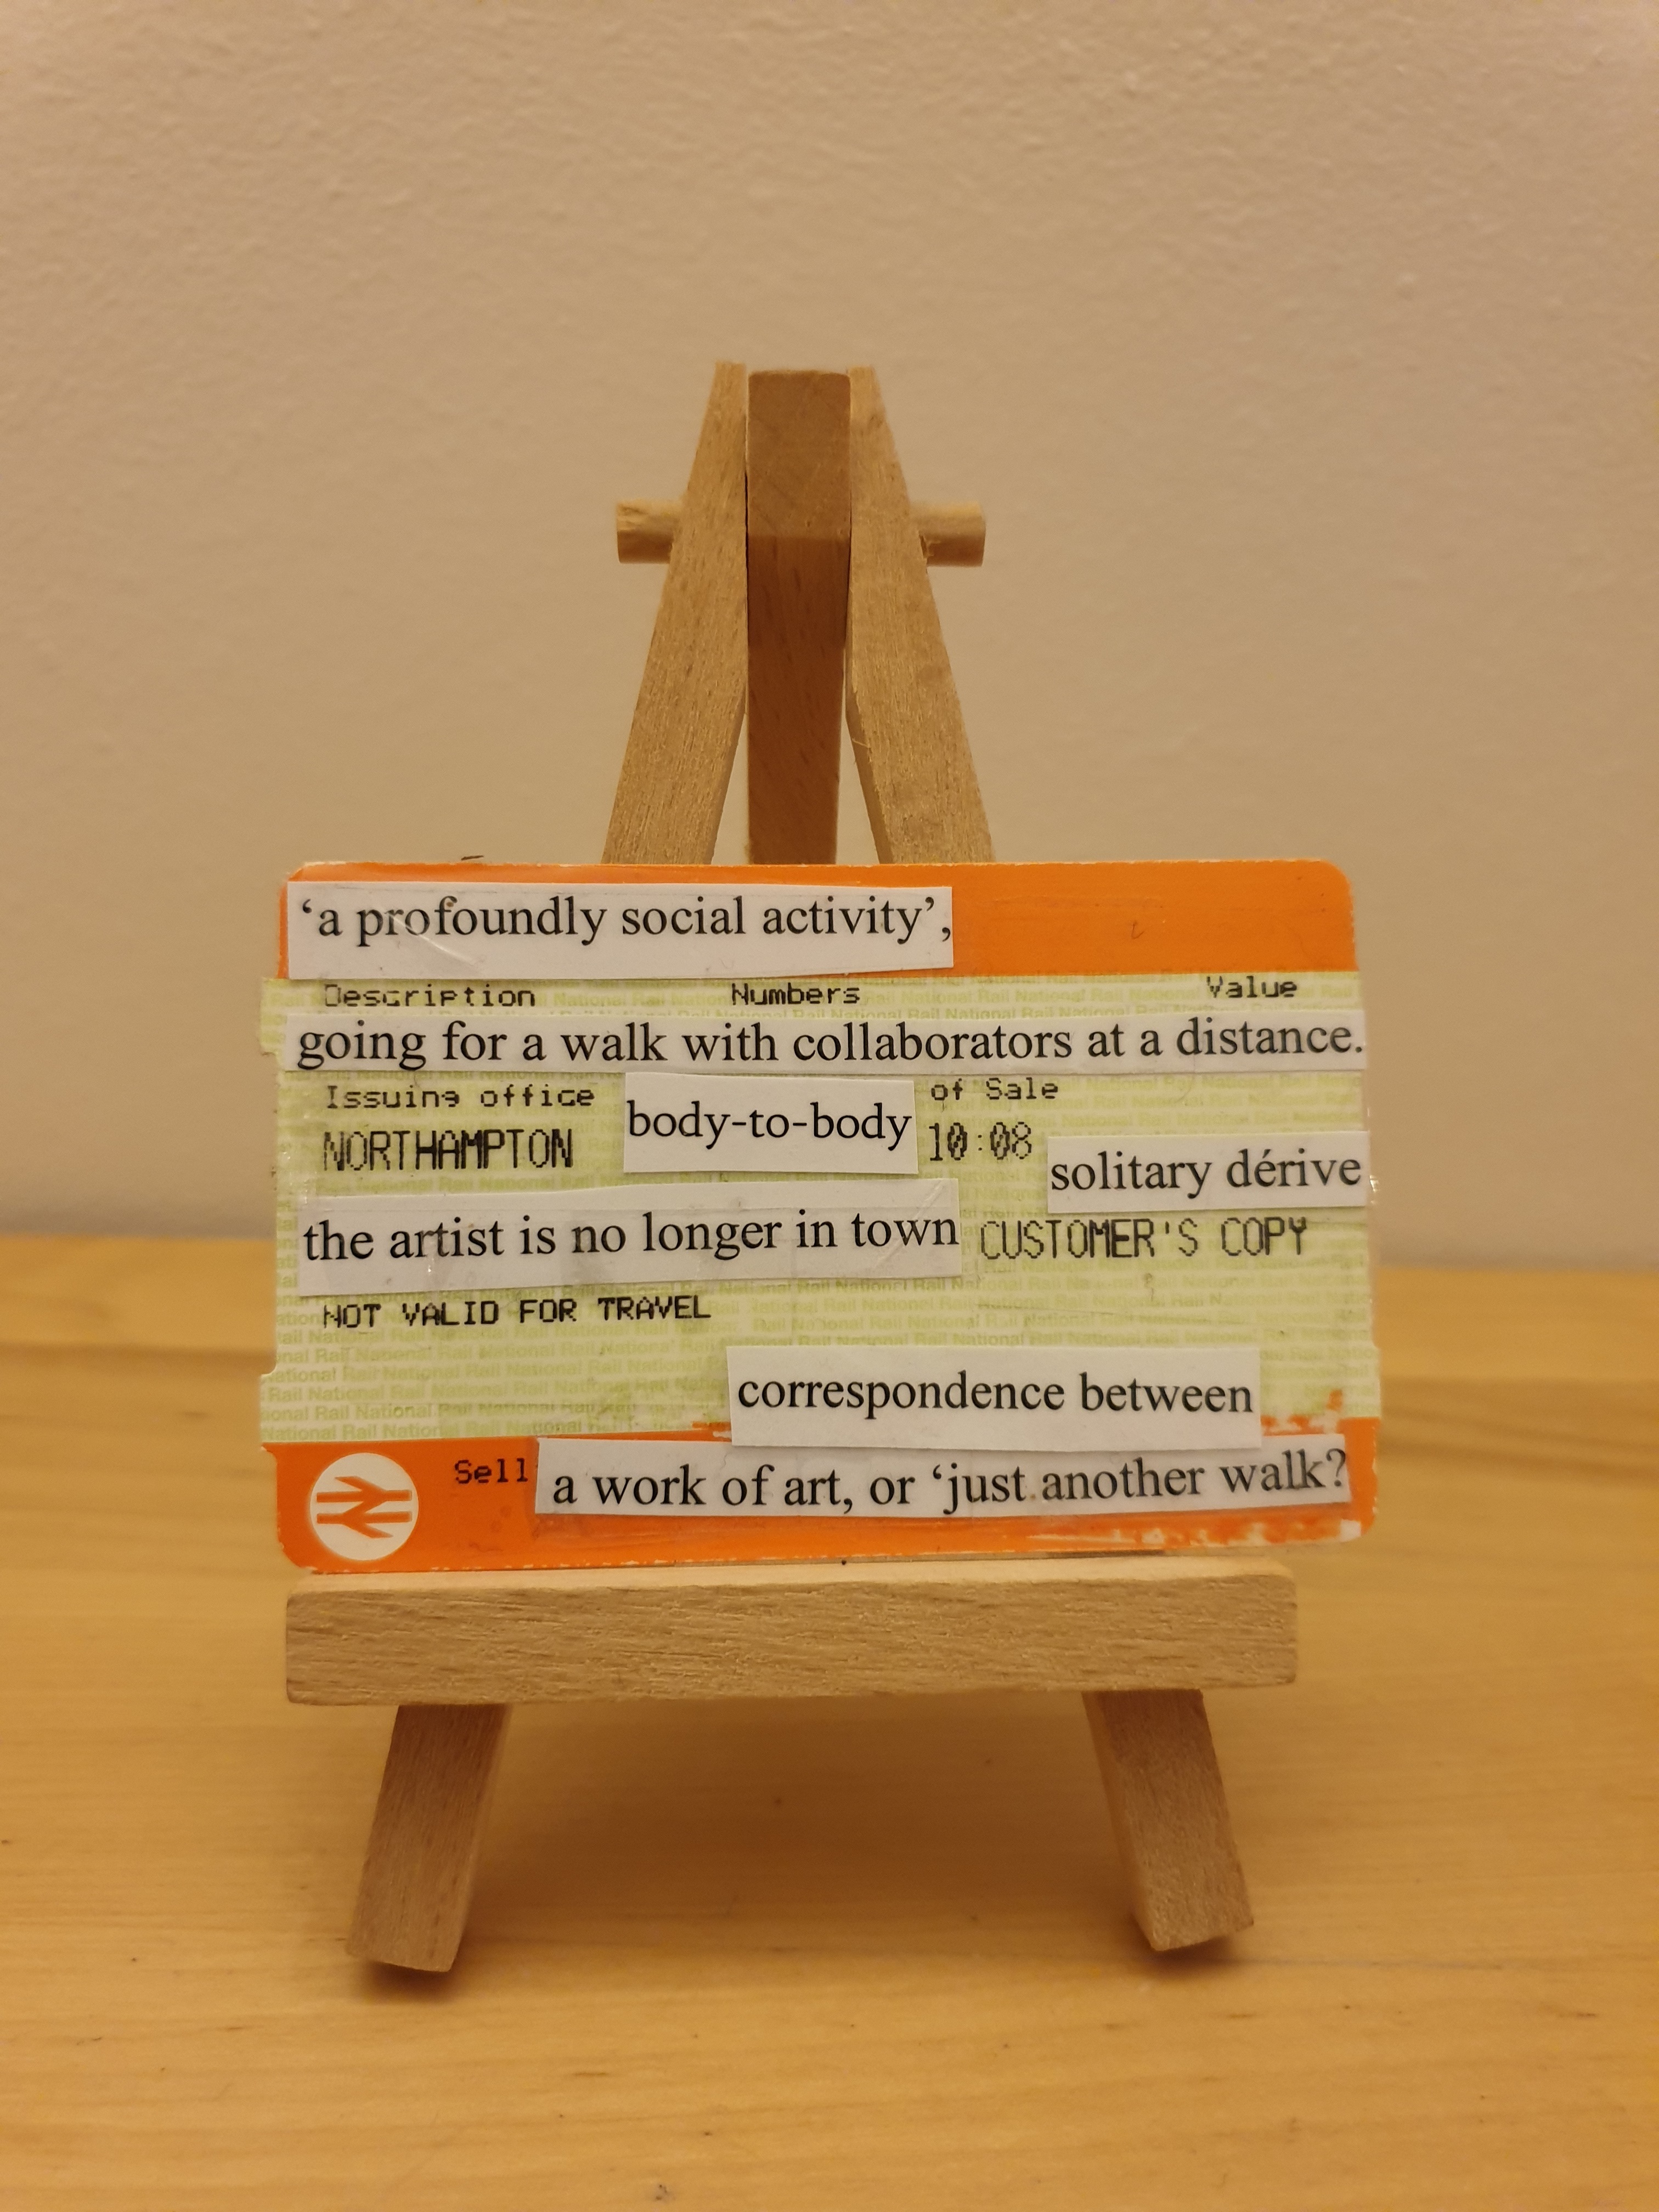 ‘a profoundly social activity’,
Description Numbers Value
going for a walk with collaborators at a distance.
Issuing office body-to-body of Sale
NORTHAMPTON 10:08 solitary dérive
the artist is no longer in town CUSTOMER'S COPY
NOT VALID FOR TRAVEL
correspondence between
Sell a work of art, or ‘just another walk?